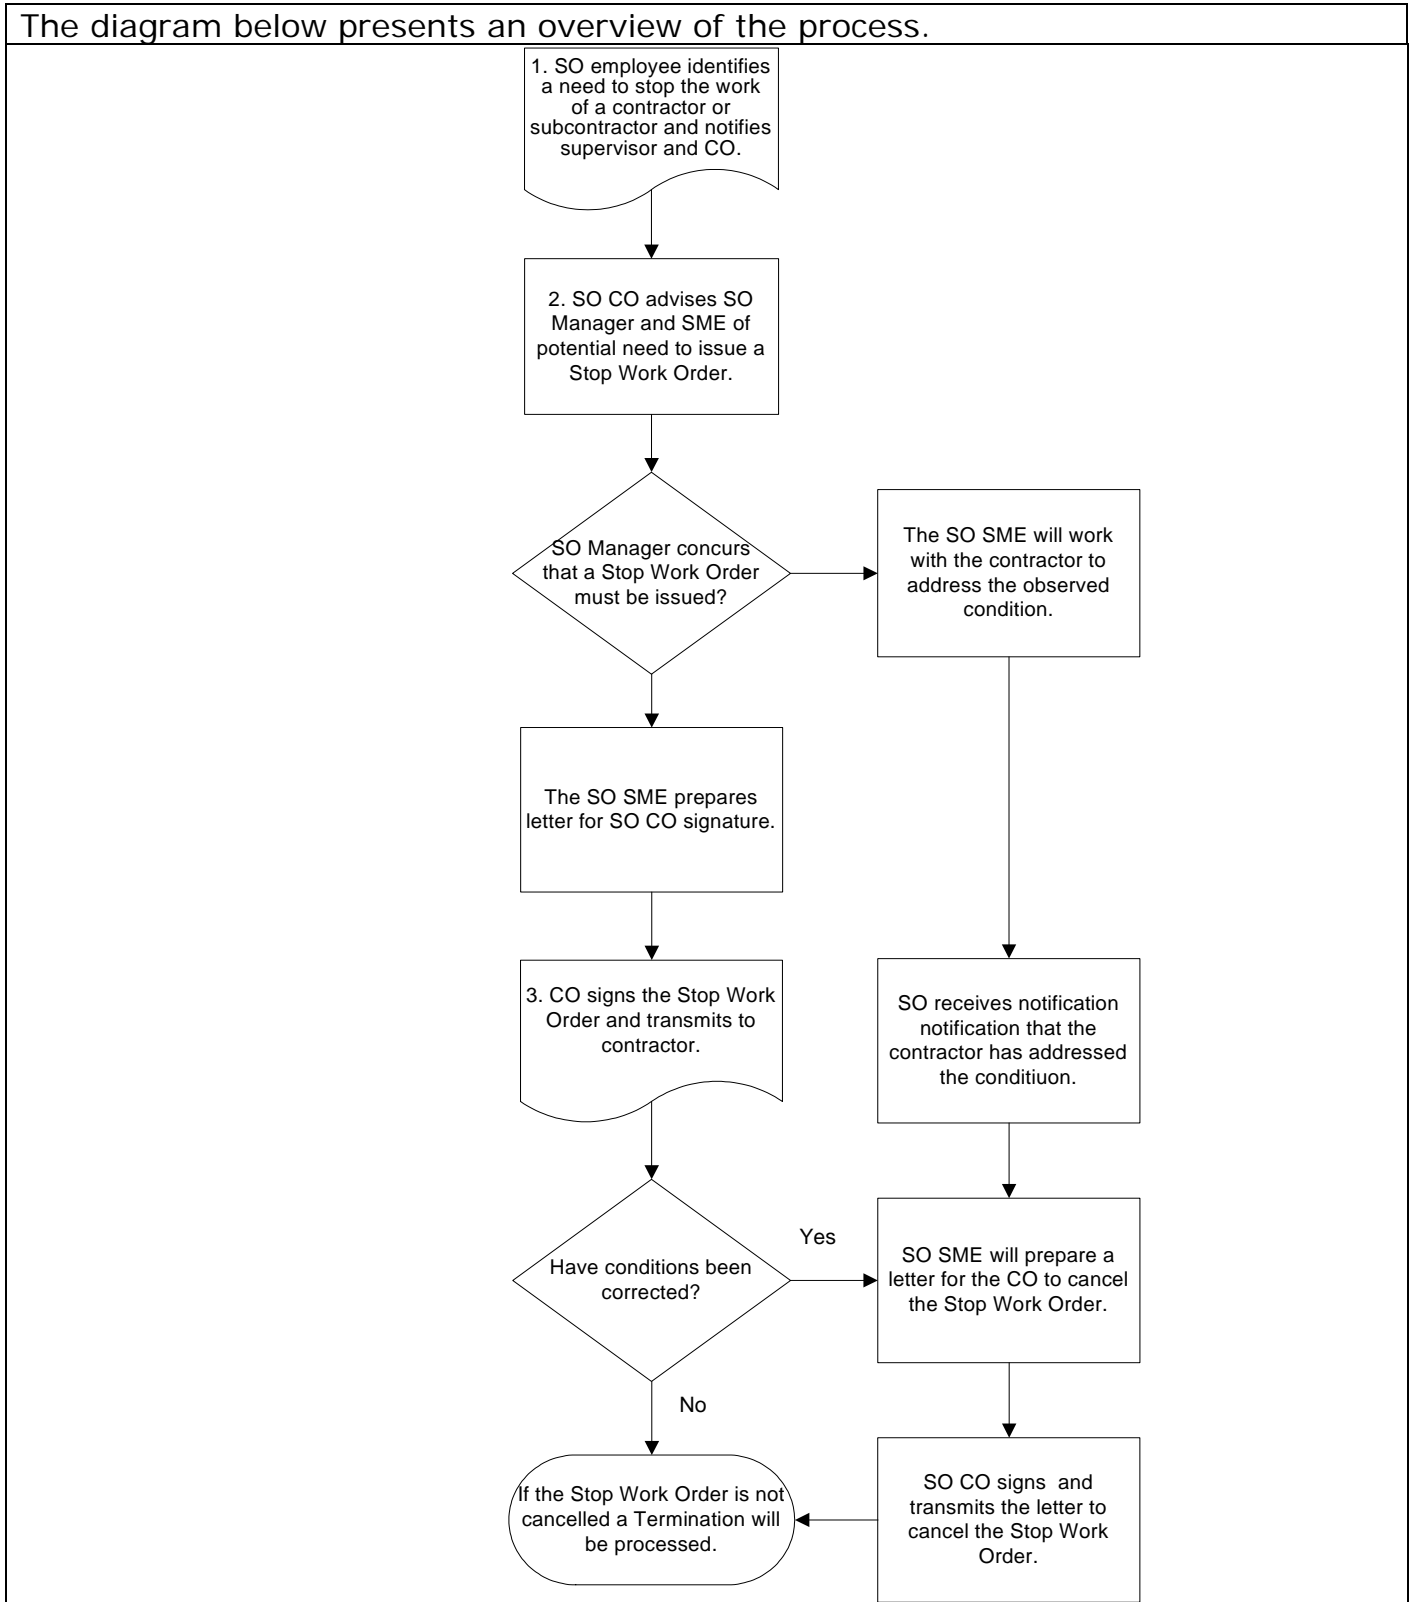 The diagram below presents an overview of the process.
1. SO employee identifies
a need to stop the work
of a contractor or
subcontractor and notifies
supervisor and CO.
2. SO CO advises SO
Manager and SME of
potential need to issue a
Stop Work Order.
SO Manager concurs
that a Stop Work Order
must be issued?
The SO SME will work
with the contractor to
address the observed
condition.
The SO SME prepares
letter for SO CO signature.
3. CO signs the Stop Work
Order and transmits to
contractor.
SO receives notification
notification that the
contractor has addressed
the conditiuon.
Have conditions been
corrected?
Yes
SO SME will prepare a
letter for the CO to cancel
the Stop Work Order.
No
If the Stop Work Order is not
cancelled a Termination will
be processed.
SO CO signs  and
transmits the letter to
cancel the Stop Work
Order.